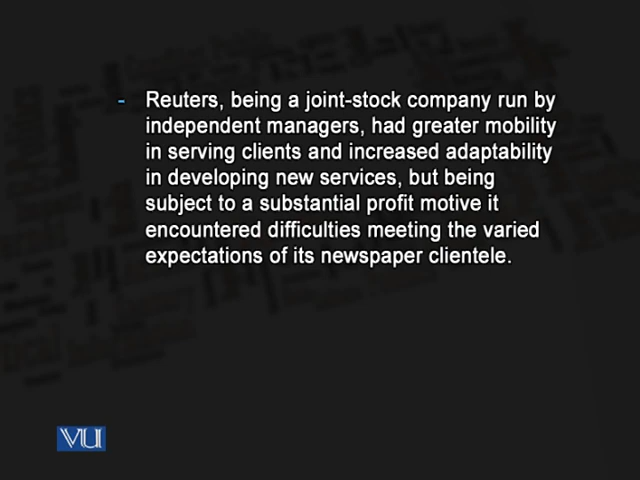 - Reuters, being a joint-stock company run by
independent managers, had greater mobility
in serving clients and increased adaptability
in developing new services, but being
subject to a substantial profit motive it
encountered difficulties meeting the varied
expectations of its newspaper clientele.
VU